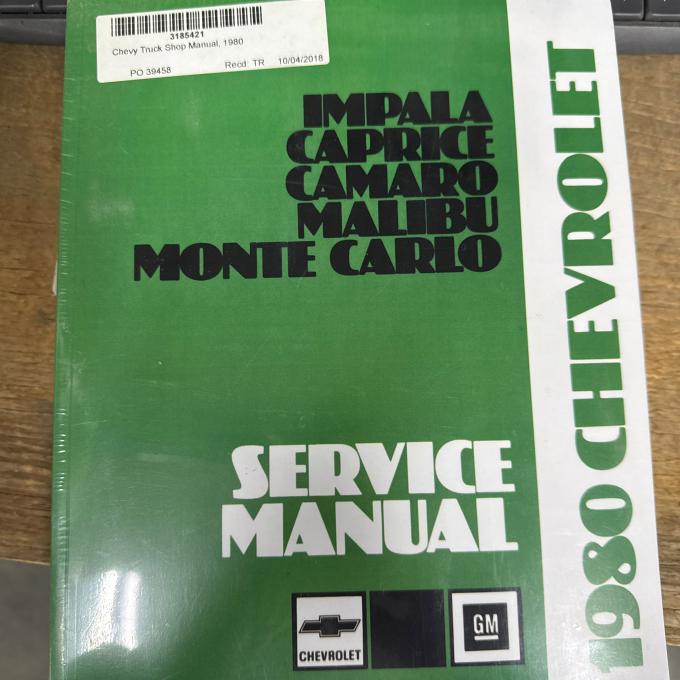 3185421
Chevy Truck Shop Manual, 1980
PO 39458 Recd: TR 10/04/2018
IMPALA
CAPRICE
CAMARO
MALIBU
MONTE CARLO
SERVICE
MANUAL
CHEVROLET
GM
1980 CHEVROLET